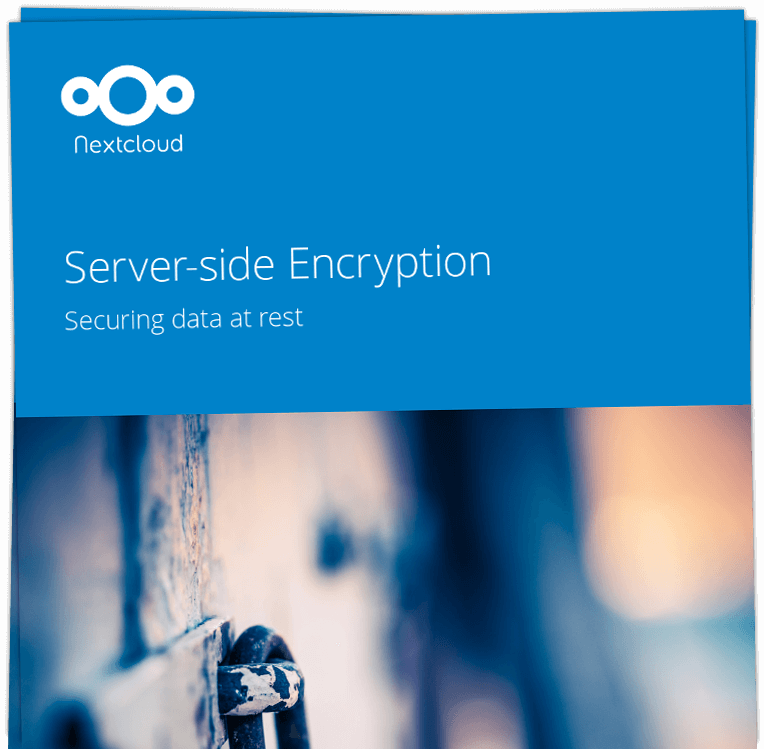 Nextcloud
Server-side Encryption
Securing data at rest